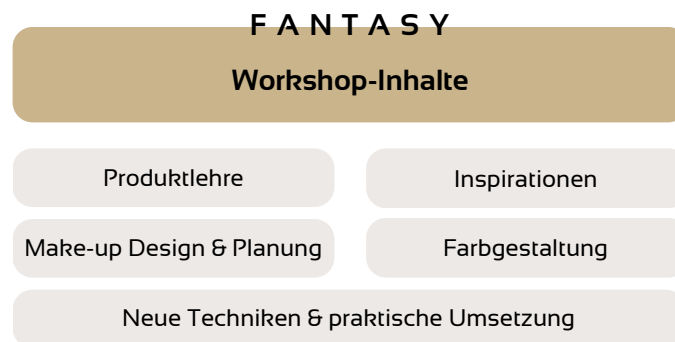 FANTASY
Workshop-Inhalte
Produktlehre
Inspirationen
Make-up Design & Planung
Farbgestaltung
Neue Techniken & praktische Umsetzung